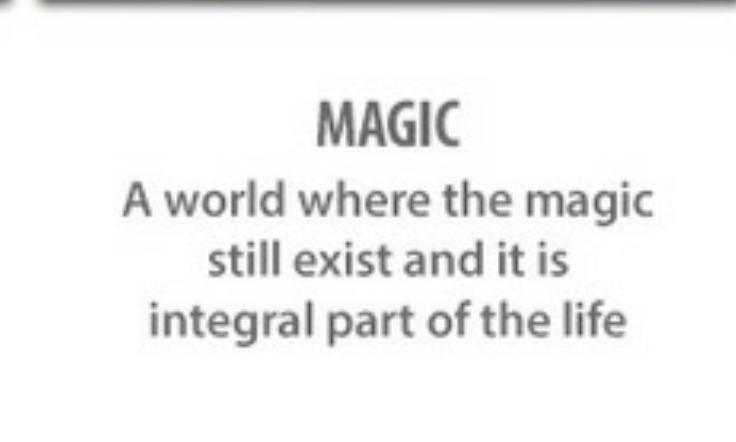 MAGIC
A world where the magic
still exist and it is
integral part of the life